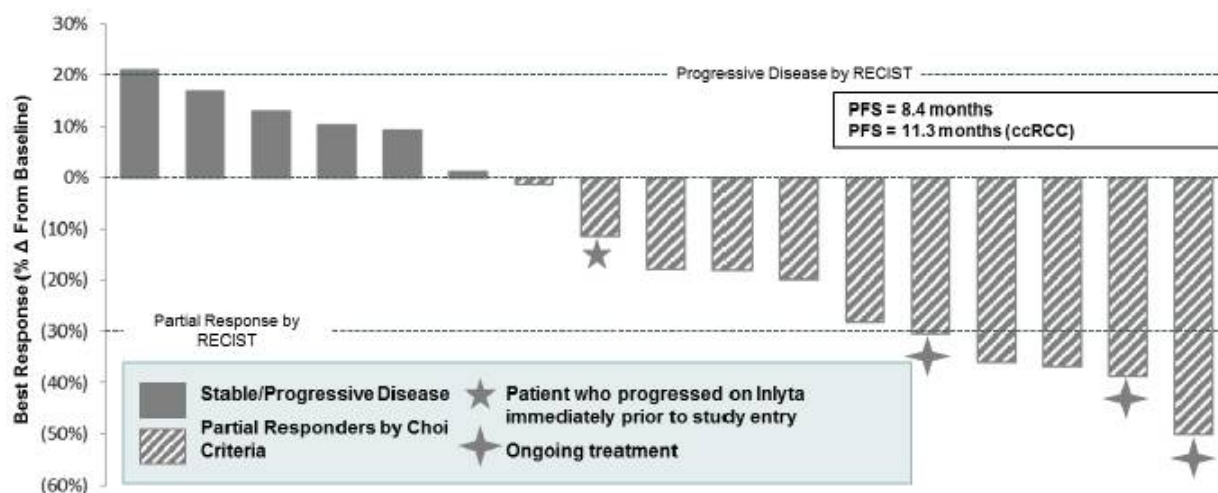 30%
20%
10%
0%
(10%)
(20%)
(30%)
(40%)
(50%)
(60%)
Best Response (% Δ From Baseline)
Progressive Disease by RECIST
PFS = 8.4 months
PFS = 11.3 months (ccRCC)
Partial Response by
RECIST
Stable/Progressive Disease
Partial Responders by Choi
Criteria
Patient who progressed on Inlyta
immediately prior to study entry
Ongoing treatment